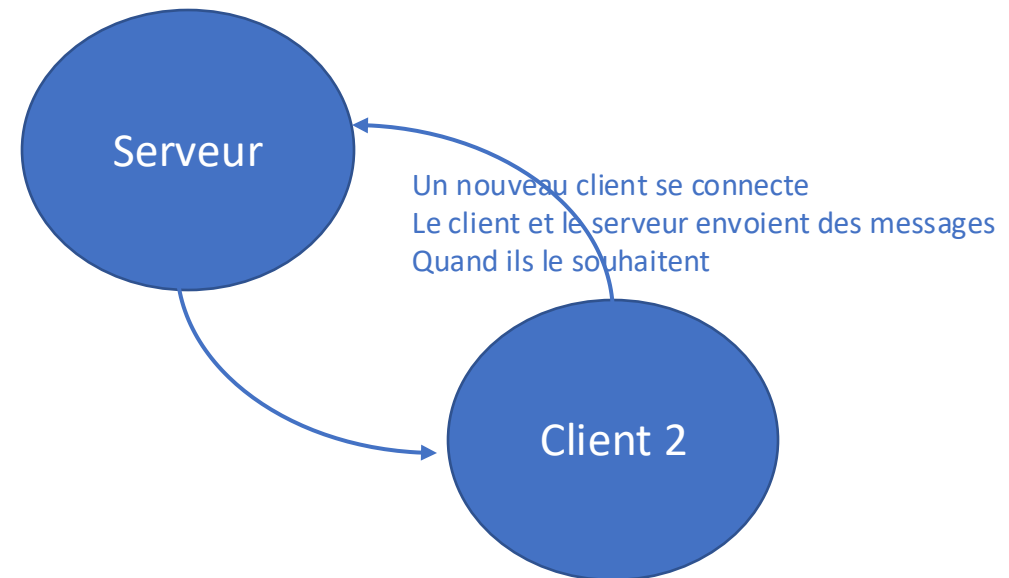 Serveur
Un nouveau client se connecte
Le client et le serveur envoient des messages
Quand ils le souhaitent
Client 2